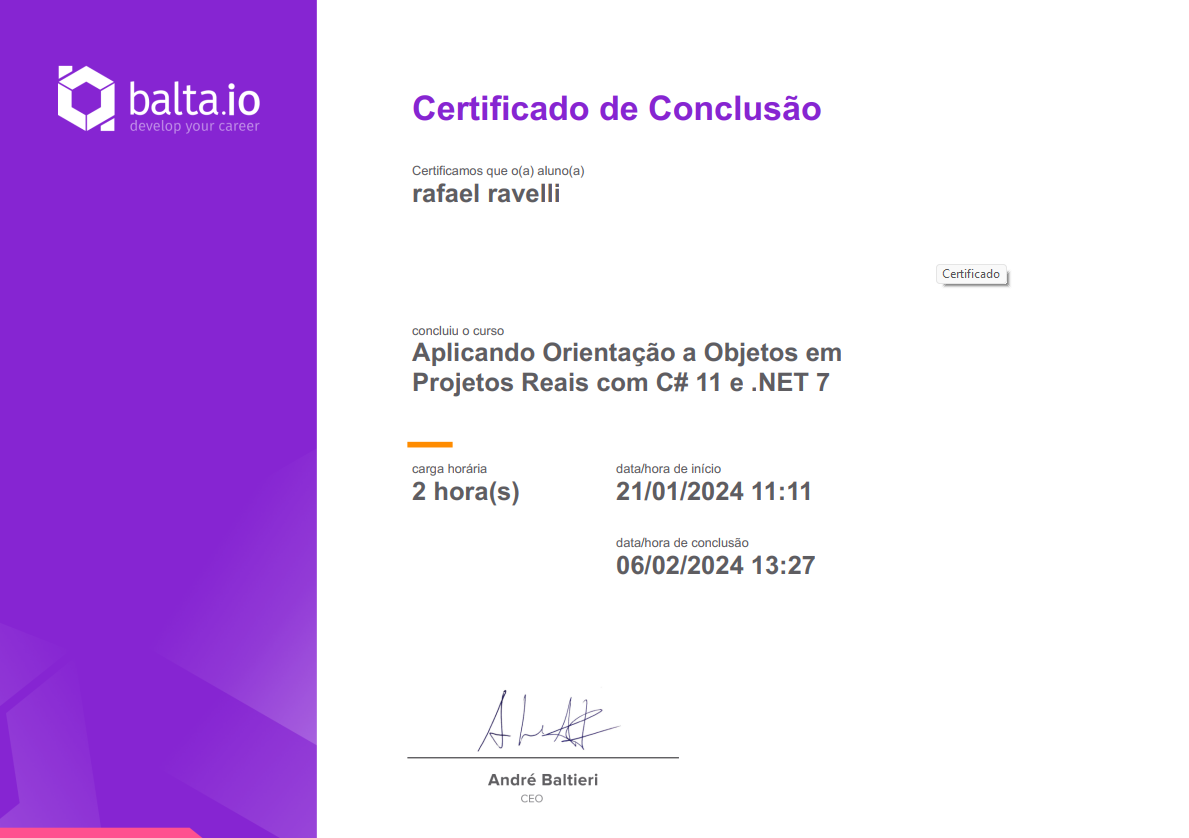 balta.io
develop your career
Certificado de Conclusão
Certificamos que o(a) aluno(a)
rafael ravelli
Certificado
concluiu o curso
Aplicando Orientação a Objetos em
Projetos Reais com C# 11 e .NET 7
carga horária
2 hora(s)
data/hora de início
21/01/2024 11:11
data/hora de conclusão
06/02/2024 13:27
André Baltieri
CEO